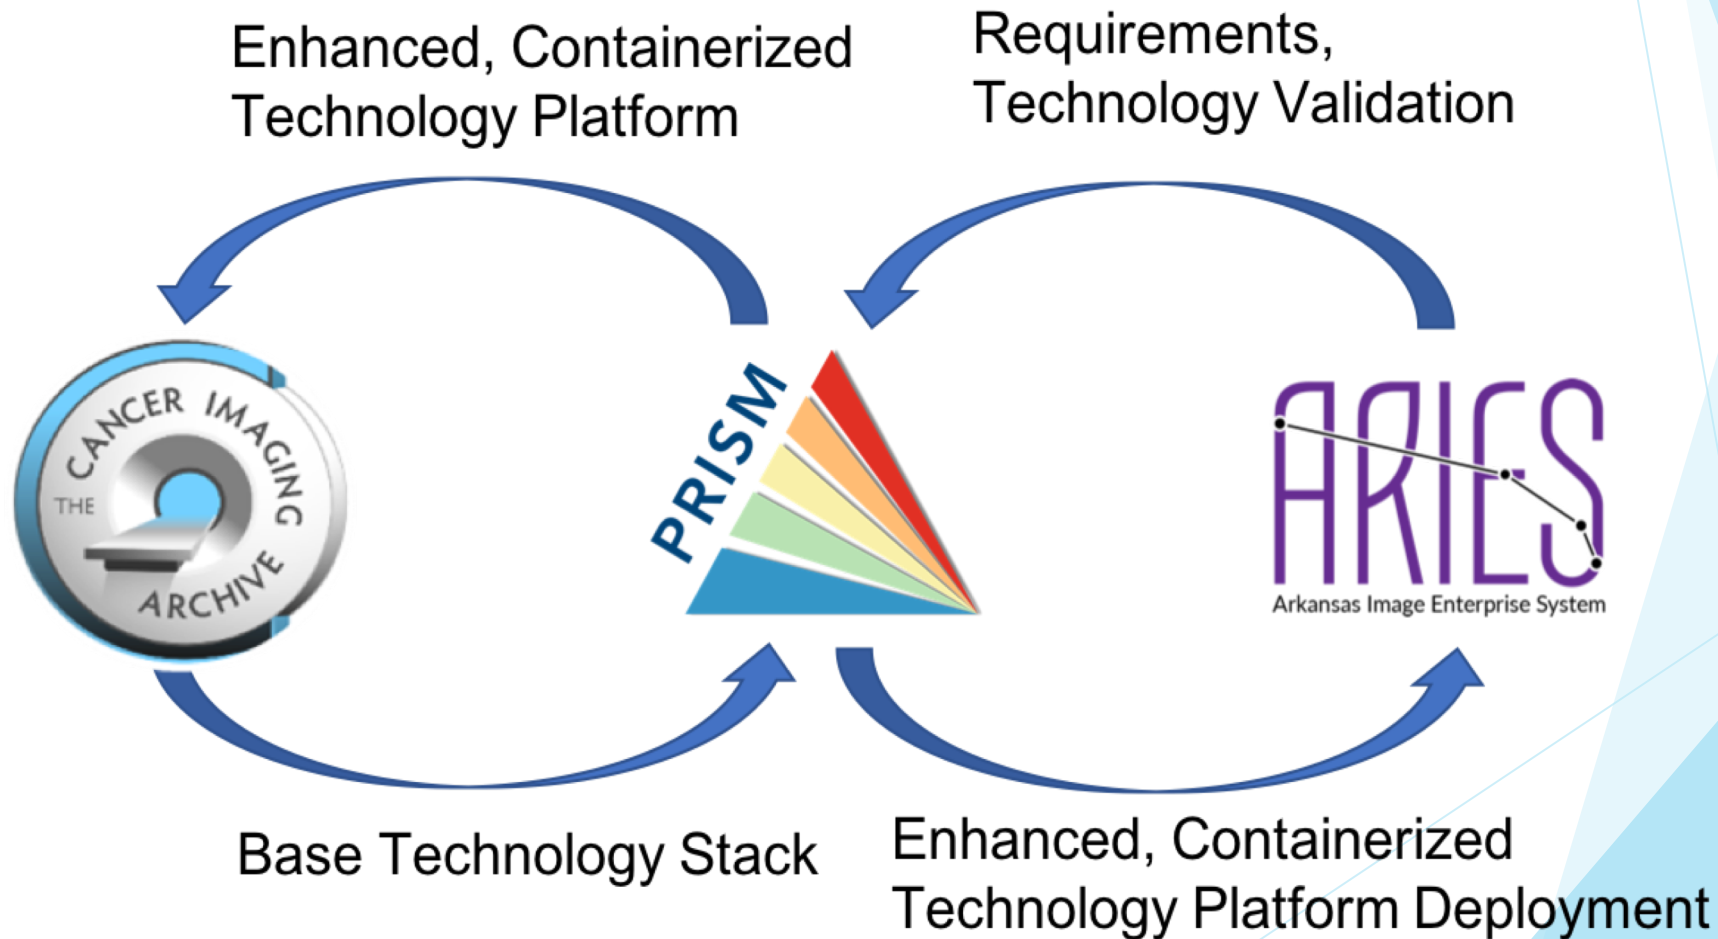 Enhanced, Containerized
Technology Platform
Requirements,
Technology Validation
THE CANCER IMAGING ARCHIVE
PRISM
ARIES
Arkansas Image Enterprise System
Base Technology Stack
Enhanced, Containerized
Technology Platform Deployment